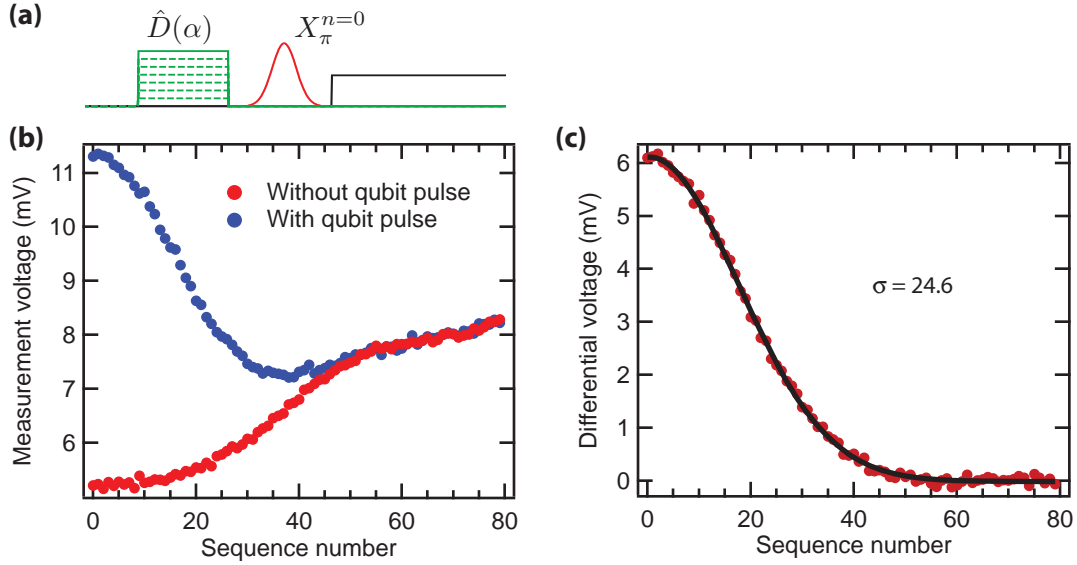 (a)
D̂(α)
X_π^{n=0}
(b)
Measurement voltage (mV)
11
10
9
8
7
6
Without qubit pulse
With qubit pulse
0 20 40 60 80
Sequence number
(c)
Differential voltage (mV)
6
5
4
3
2
1
0
σ = 24.6
0 20 40 60 80
Sequence number